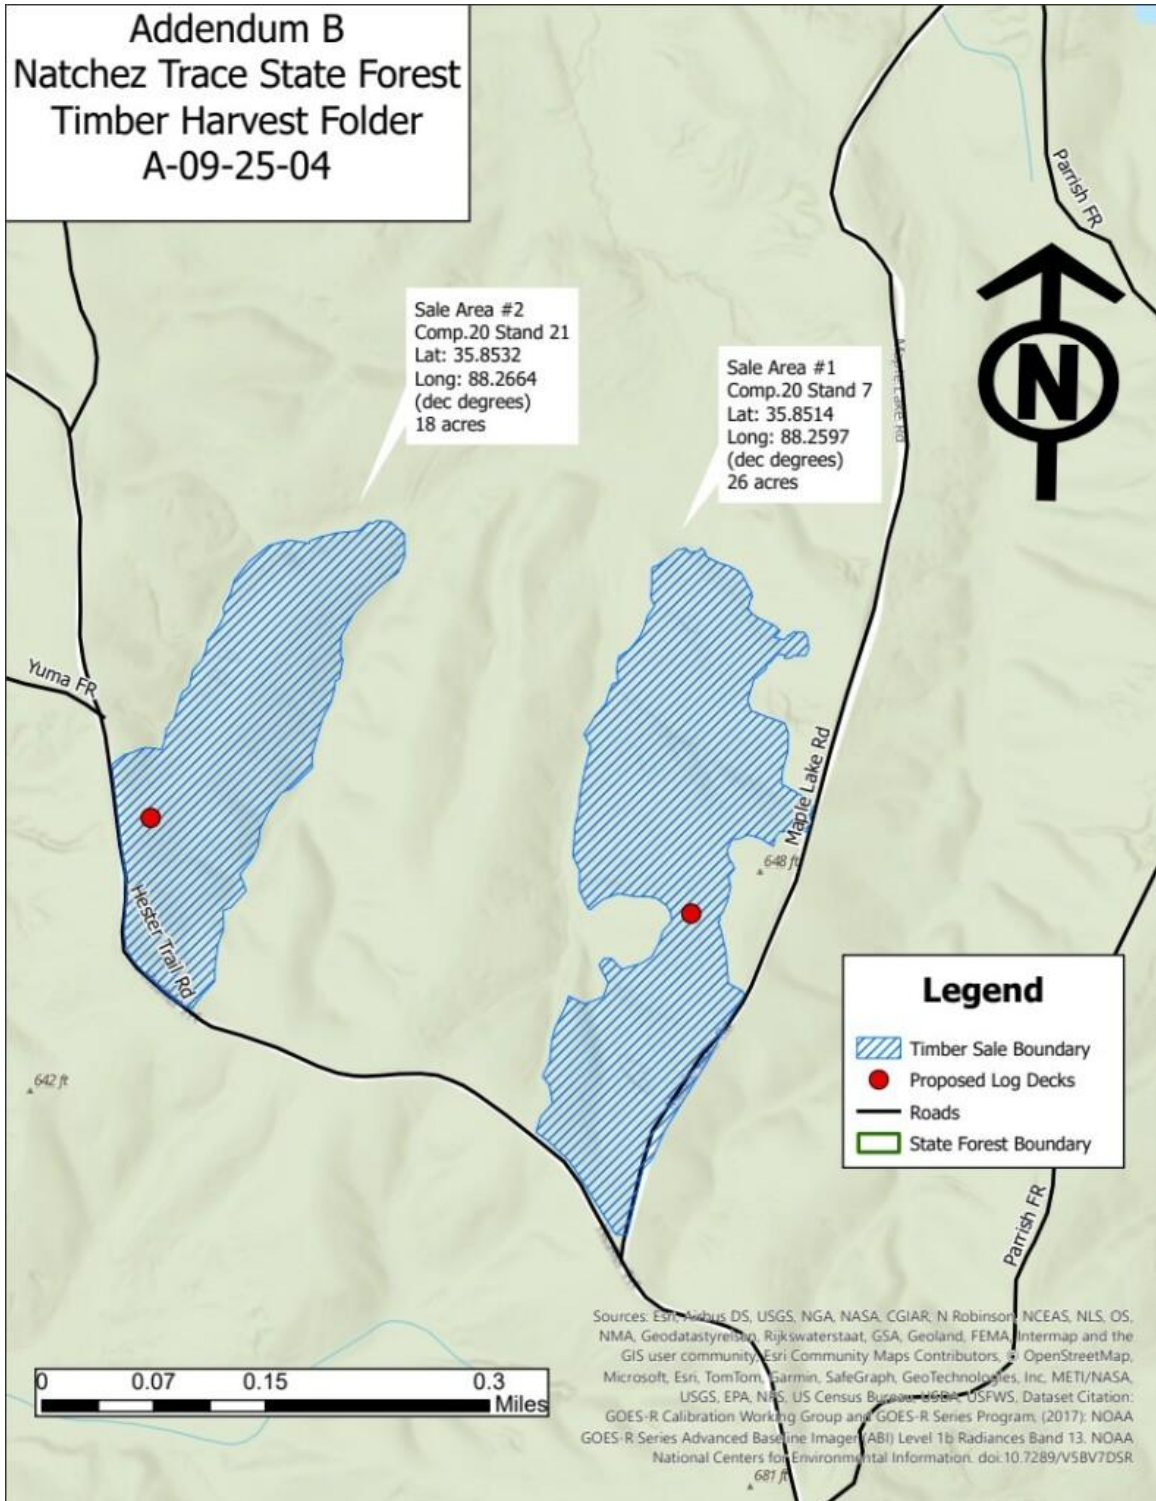 Addendum B
Natchez Trace State Forest
Timber Harvest Folder
A-09-25-04
Parrish FR
N
Sale Area #2
Comp.20 Stand 21
Lat: 35.8532
Long: 88.2664
(dec degrees)
18 acres
Sale Area #1
Comp.20 Stand 7
Lat: 35.8514
Long: 88.2597
(dec degrees)
26 acres
Maple Lake Rd
Yuma FR
Maple Lake Rd
648 ft
Hester Trail Rd
642 ft
Legend
Timber Sale Boundary
Proposed Log Decks
Roads
State Forest Boundary
Parrish FR
Sources: Esri, Airbus DS, USGS, NGA, NASA, CGIAR, N Robinson, NCEAS, NLS, OS,
NMA, Geodatastyrelsen, Rijkswaterstaat, GSA, Geoland, FEMA, Intermap and the
GIS user community, Esri Community Maps Contributors, © OpenStreetMap,
Microsoft, Esri, TomTom, Garmin, SafeGraph, GeoTechnologies, Inc, METI/NASA,
USGS, EPA, NPS, US Census Bureau, USDA, USFWS, Dataset Citation:
GOES-R Calibration Working Group and GOES-R Series Program, (2017): NOAA
GOES-R Series Advanced Baseline Imager (ABI) Level 1b Radiances Band 13. NOAA
National Centers for Environmental Information. doi:10.7289/V5BV7DSR
0 0.07 0.15 0.3
Miles
681 ft